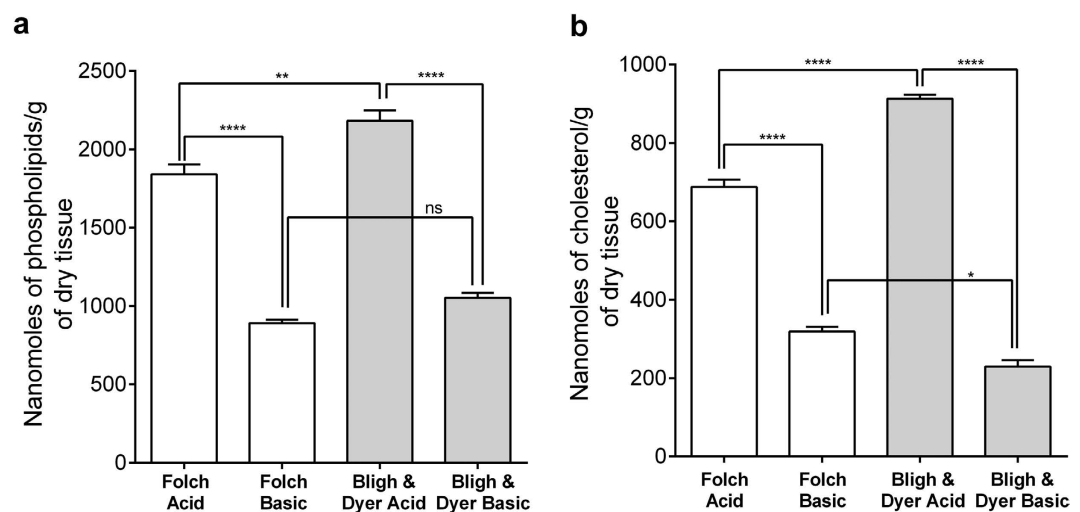 a
Nanomoles of phospholipids/g
of dry tissue
2500
2000
1500
1000
500
0
**
****
****
ns
Folch
Acid
Folch
Basic
Bligh &
Dyer Acid
Bligh &
Dyer Basic
b
Nanomoles of cholesterol/g
of dry tissue
1000
800
600
400
200
0
****
****
****
*
Folch
Acid
Folch
Basic
Bligh &
Dyer Acid
Bligh &
Dyer Basic